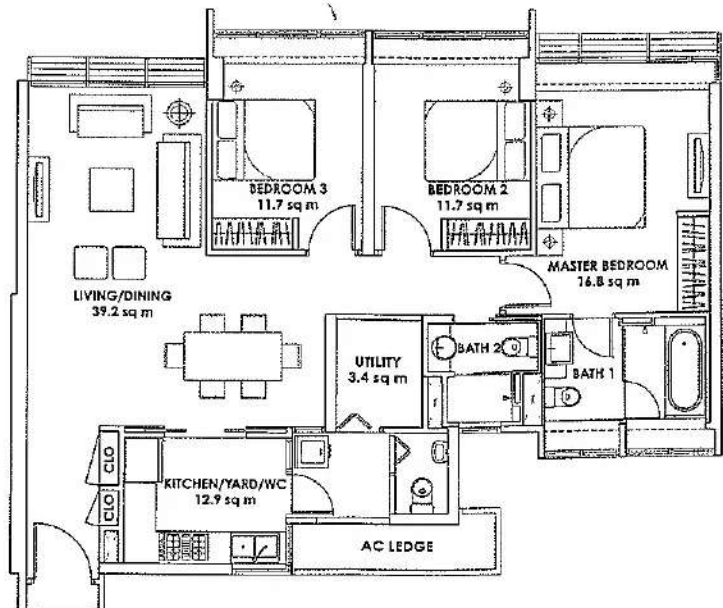 BEDROOM 3
11.7 sq m
BEDROOM 2
11.7 sq m
MASTER BEDROOM
16.8 sq m
LIVING/DINING
39.2 sq m
UTILITY
3.4 sq m
BATH 2
BATH 1
CLO
CLO
KITCHEN/YARD/WC
12.9 sq m
AC LEDGE